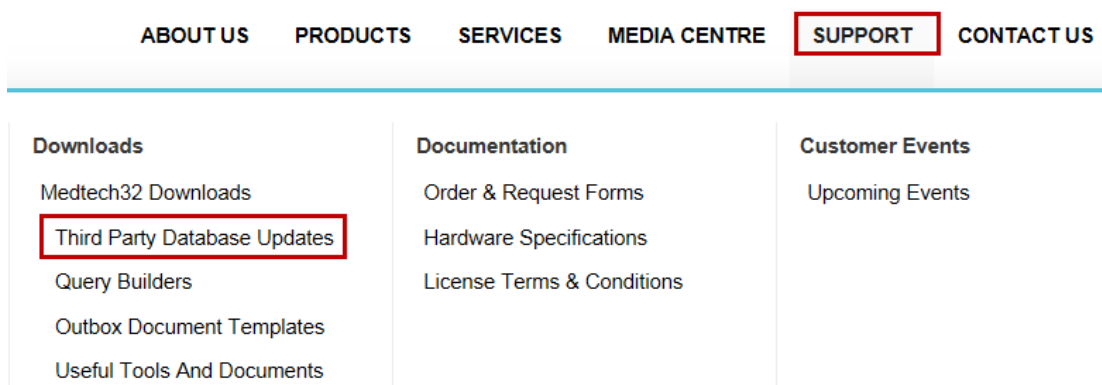 ABOUT US PRODUCTS SERVICES MEDIA CENTRE SUPPORT CONTACT US
Downloads
Medtech32 Downloads
Third Party Database Updates
Query Builders
Outbox Document Templates
Useful Tools And Documents
Documentation
Order & Request Forms
Hardware Specifications
License Terms & Conditions
Customer Events
Upcoming Events